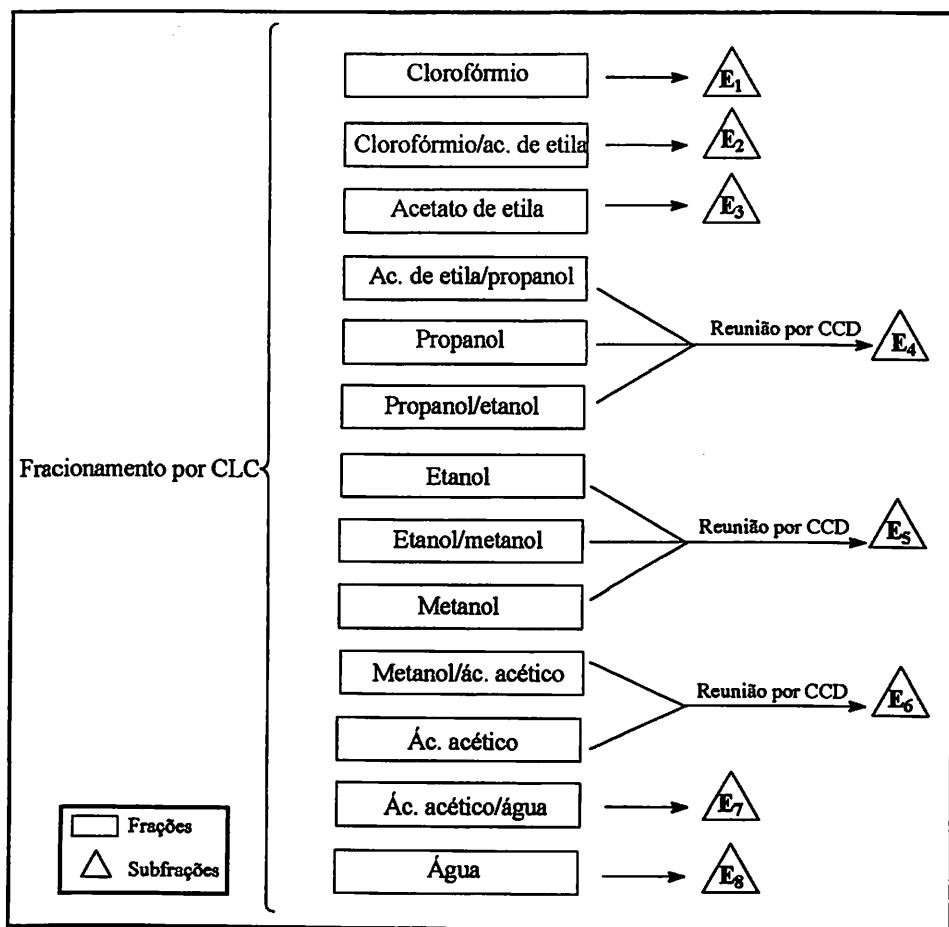 Clorofórmio
E1
Clorofórmio/ac. de etila
E2
Acetato de etila
E3
Ac. de etila/propanol
Propanol
Reunião por CCD
E4
Propanol/etanol
Fracionamento por CLC
Etanol
Etanol/metanol
Reunião por CCD
E5
Metanol
Metanol/ác. acético
Reunião por CCD
E6
Ác. acético
Ác. acético/água
E7
Água
E8
Frações
Subfrações